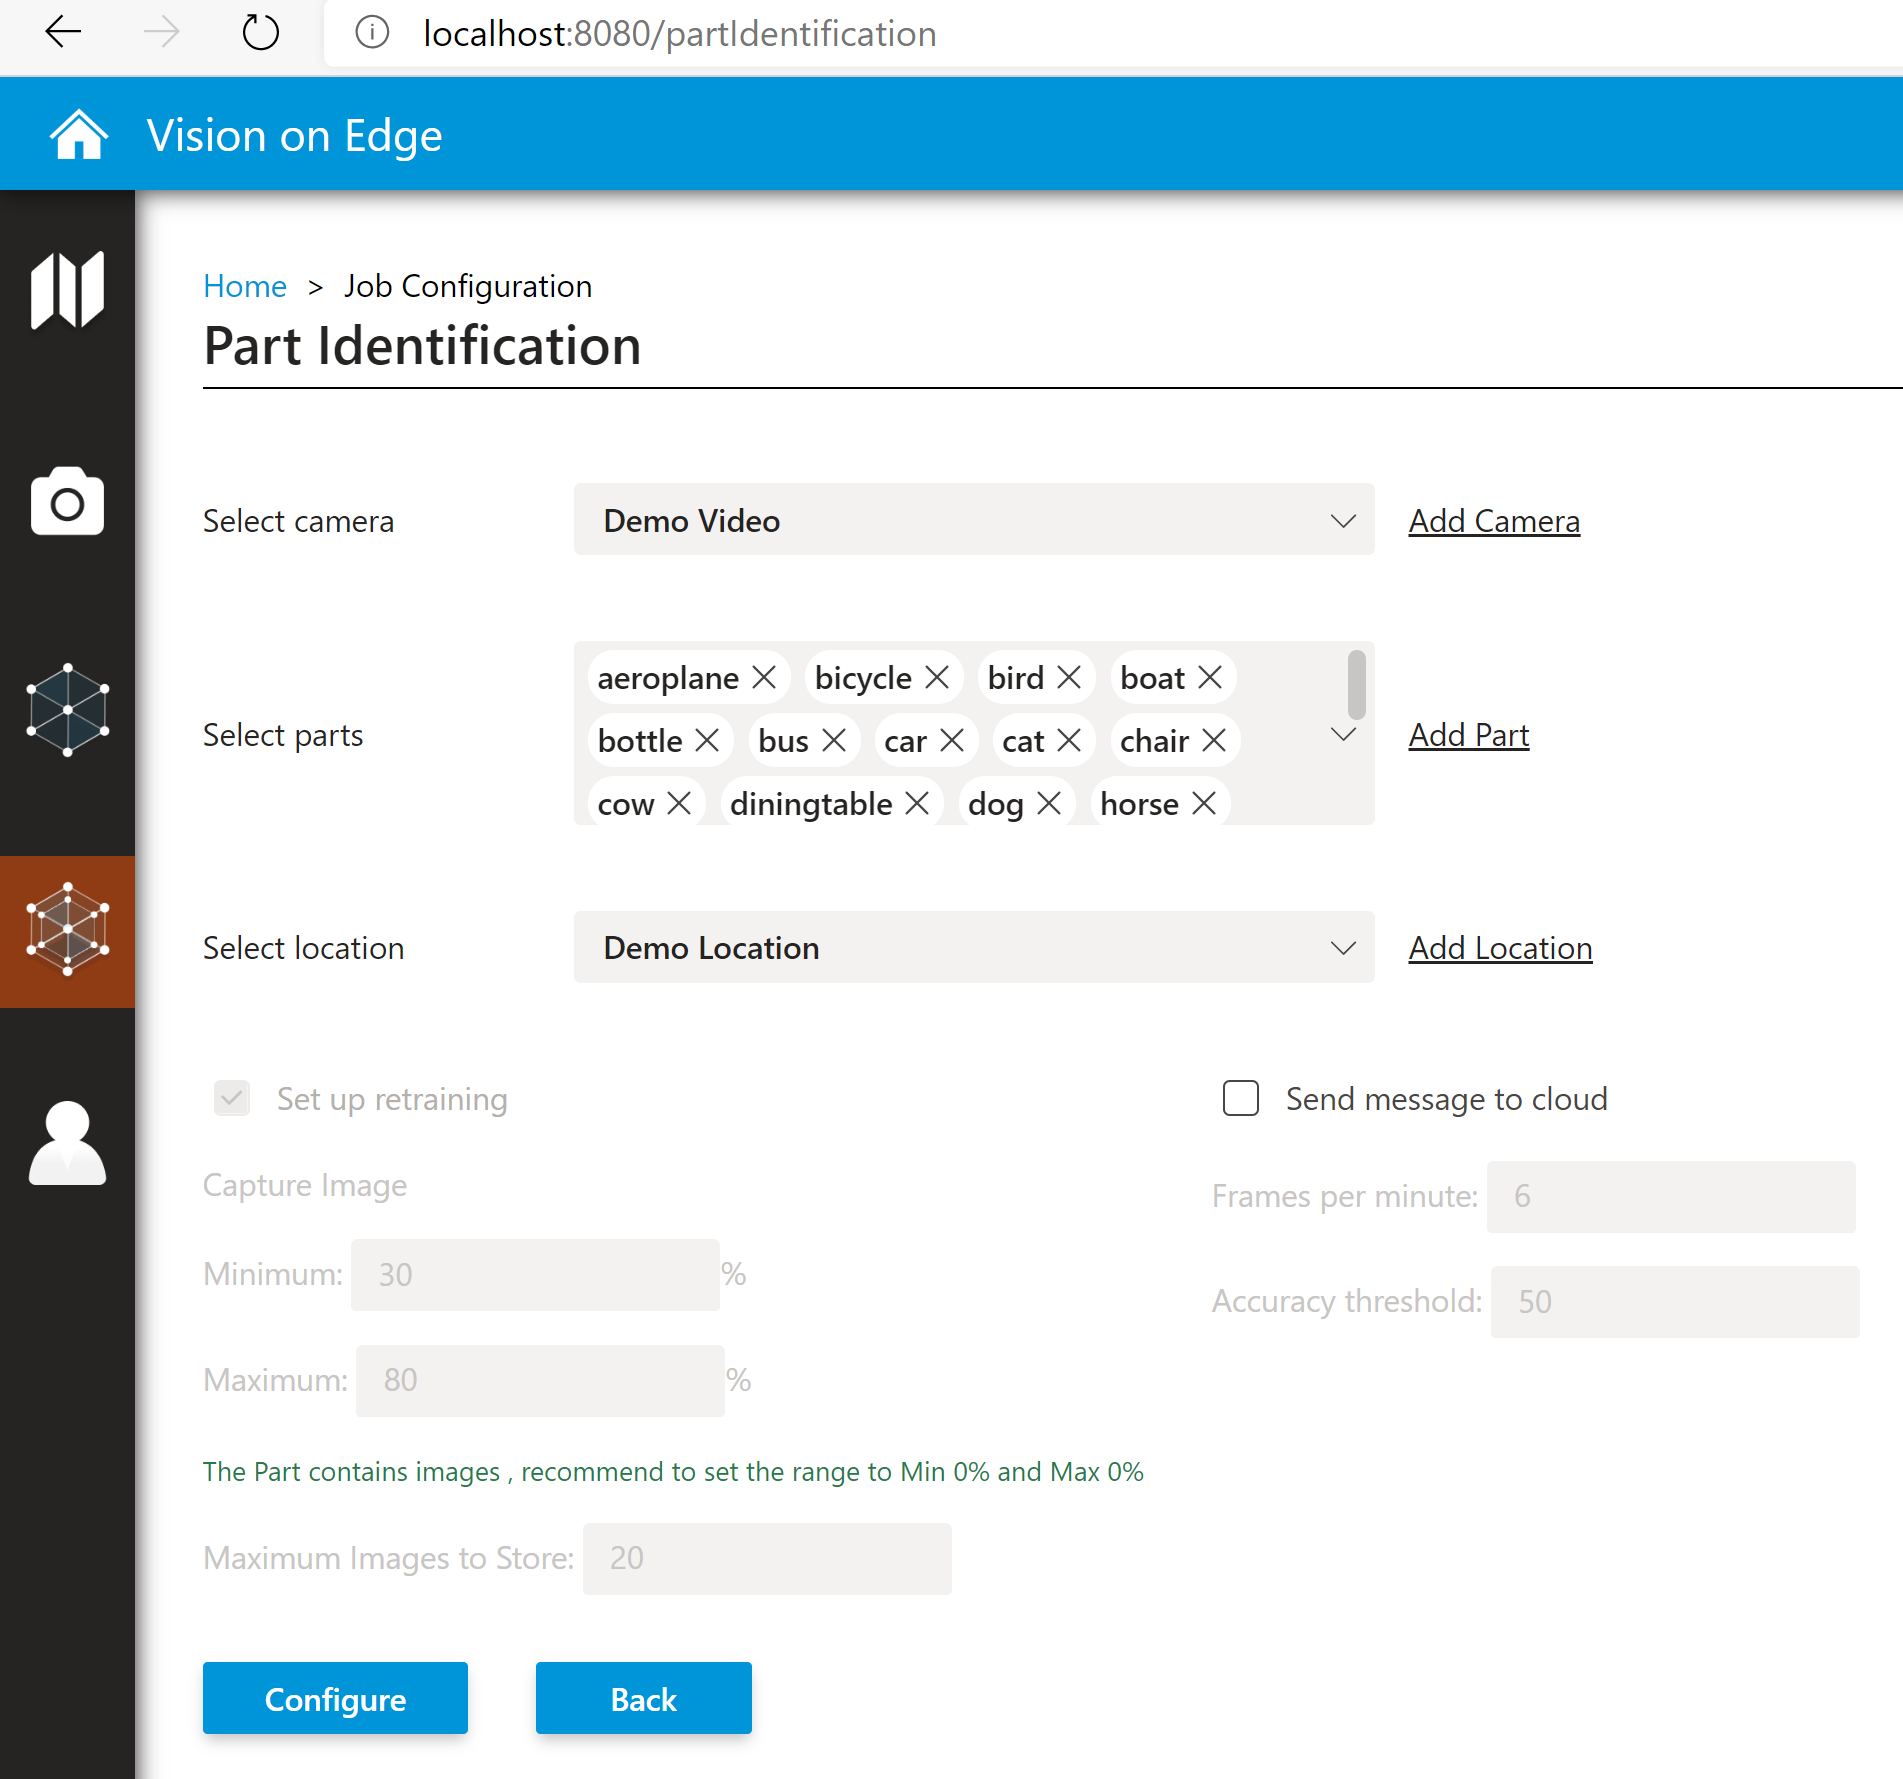 localhost:8080/partIdentification
Vision on Edge
Home > Job Configuration
Part Identification
Select camera Demo Video Add Camera
aeroplane bicycle bird boat
Select parts bottle bus car cat chair Add Part
cow diningtable dog horse
Select location Demo Location Add Location
Set up retraining Send message to cloud
Capture Image
Frames per minute: 6
Minimum: 30 %
Accuracy threshold: 50
Maximum: 80 %
The Part contains images , recommend to set the range to Min 0% and Max 0%
Maximum Images to Store: 20
Configure Back